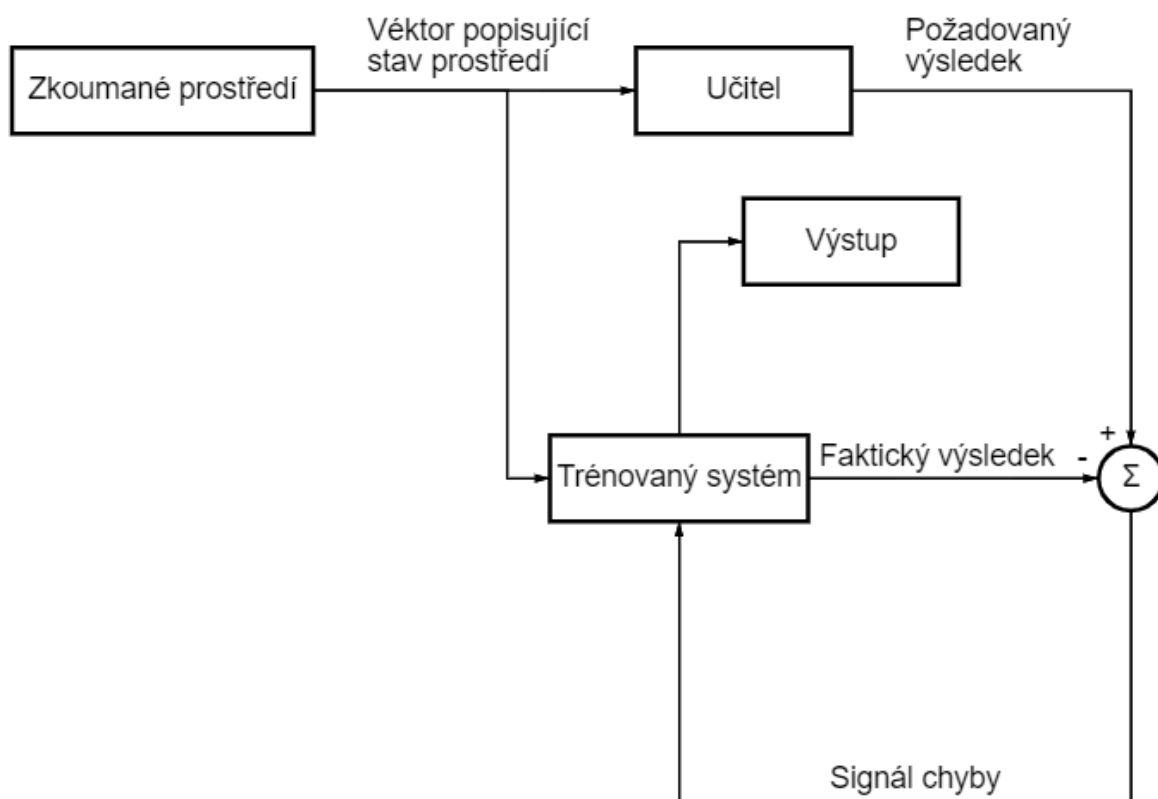 Véktor popisující
stav prostředí
Požadovaný
výsledek
Zkoumané prostředí
Učitel
Výstup
+
-
Faktický výsledek
Trénovaný systém
Σ
Signál chyby